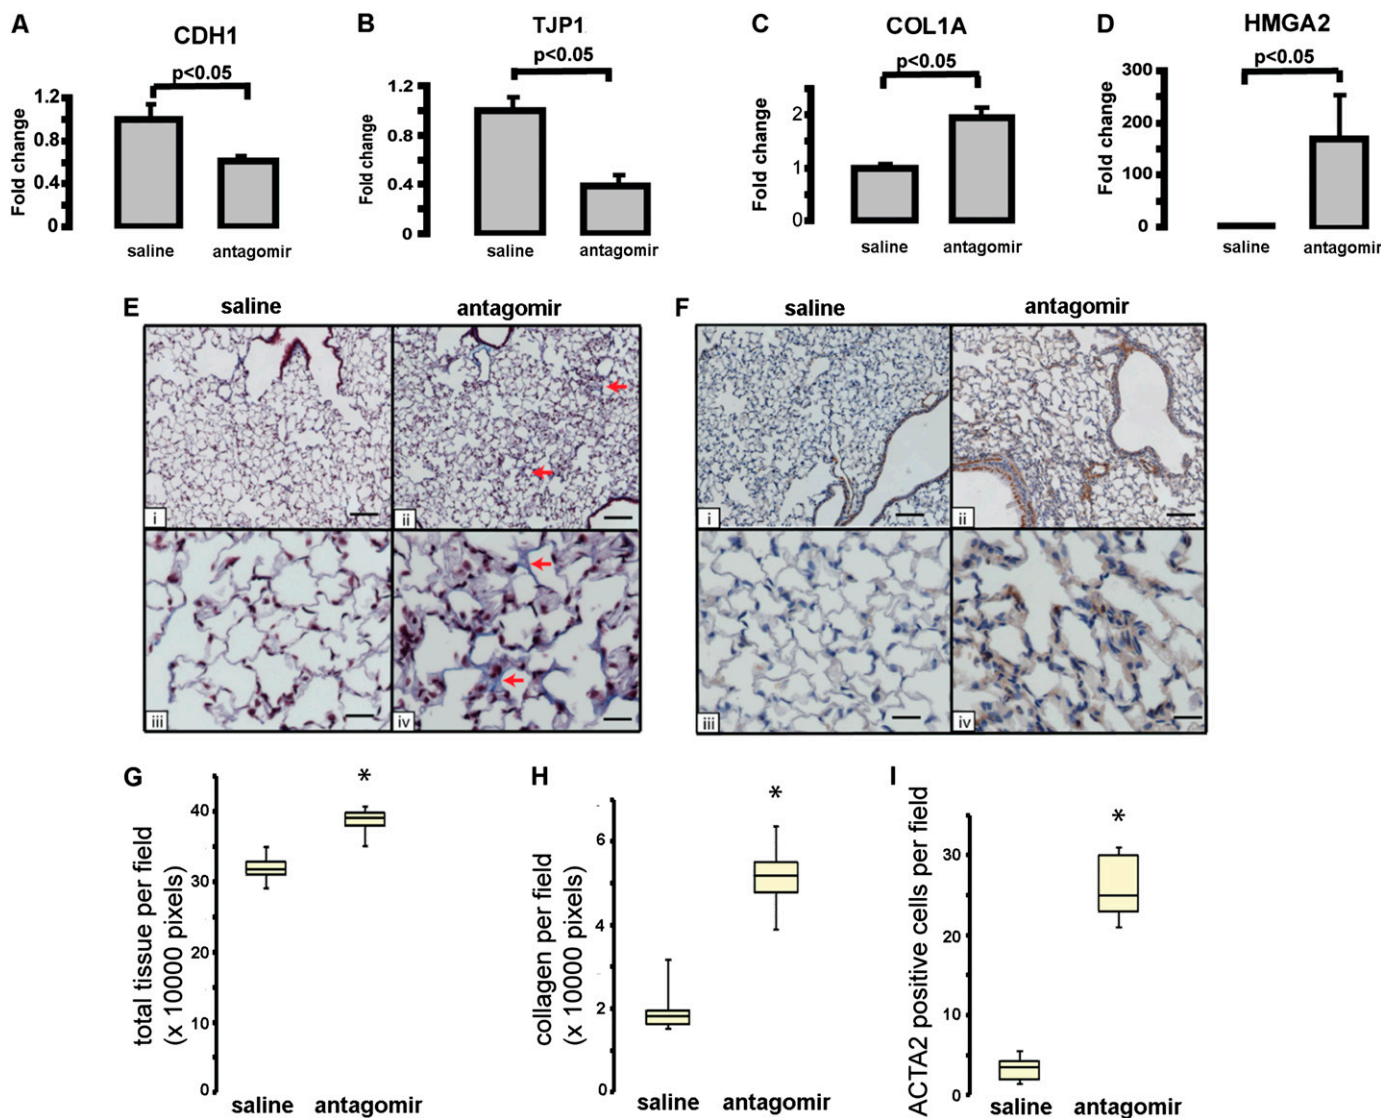 A
CDH1
p<0.05
1.2
0.8
0.4
0
Fold change
saline
antagomir
B
TJP1
p<0.05
1.2
0.8
0.4
0
Fold change
saline
antagomir
C
COL1A
p<0.05
2
1
0
Fold change
saline
antagomir
D
HMGA2
p<0.05
300
200
100
0
Fold change
saline
antagomir
E
saline
antagomir
i
ii
iii
iv
F
saline
antagomir
i
ii
iii
iv
G
*
40
30
20
10
0
total tissue per field
(x 10000 pixels)
saline
antagomir
H
*
6
4
2
0
collagen per field
(x 10000 pixels)
saline
antagomir
I
*
30
20
10
0
ACTA2 positive cells per field
saline
antagomir